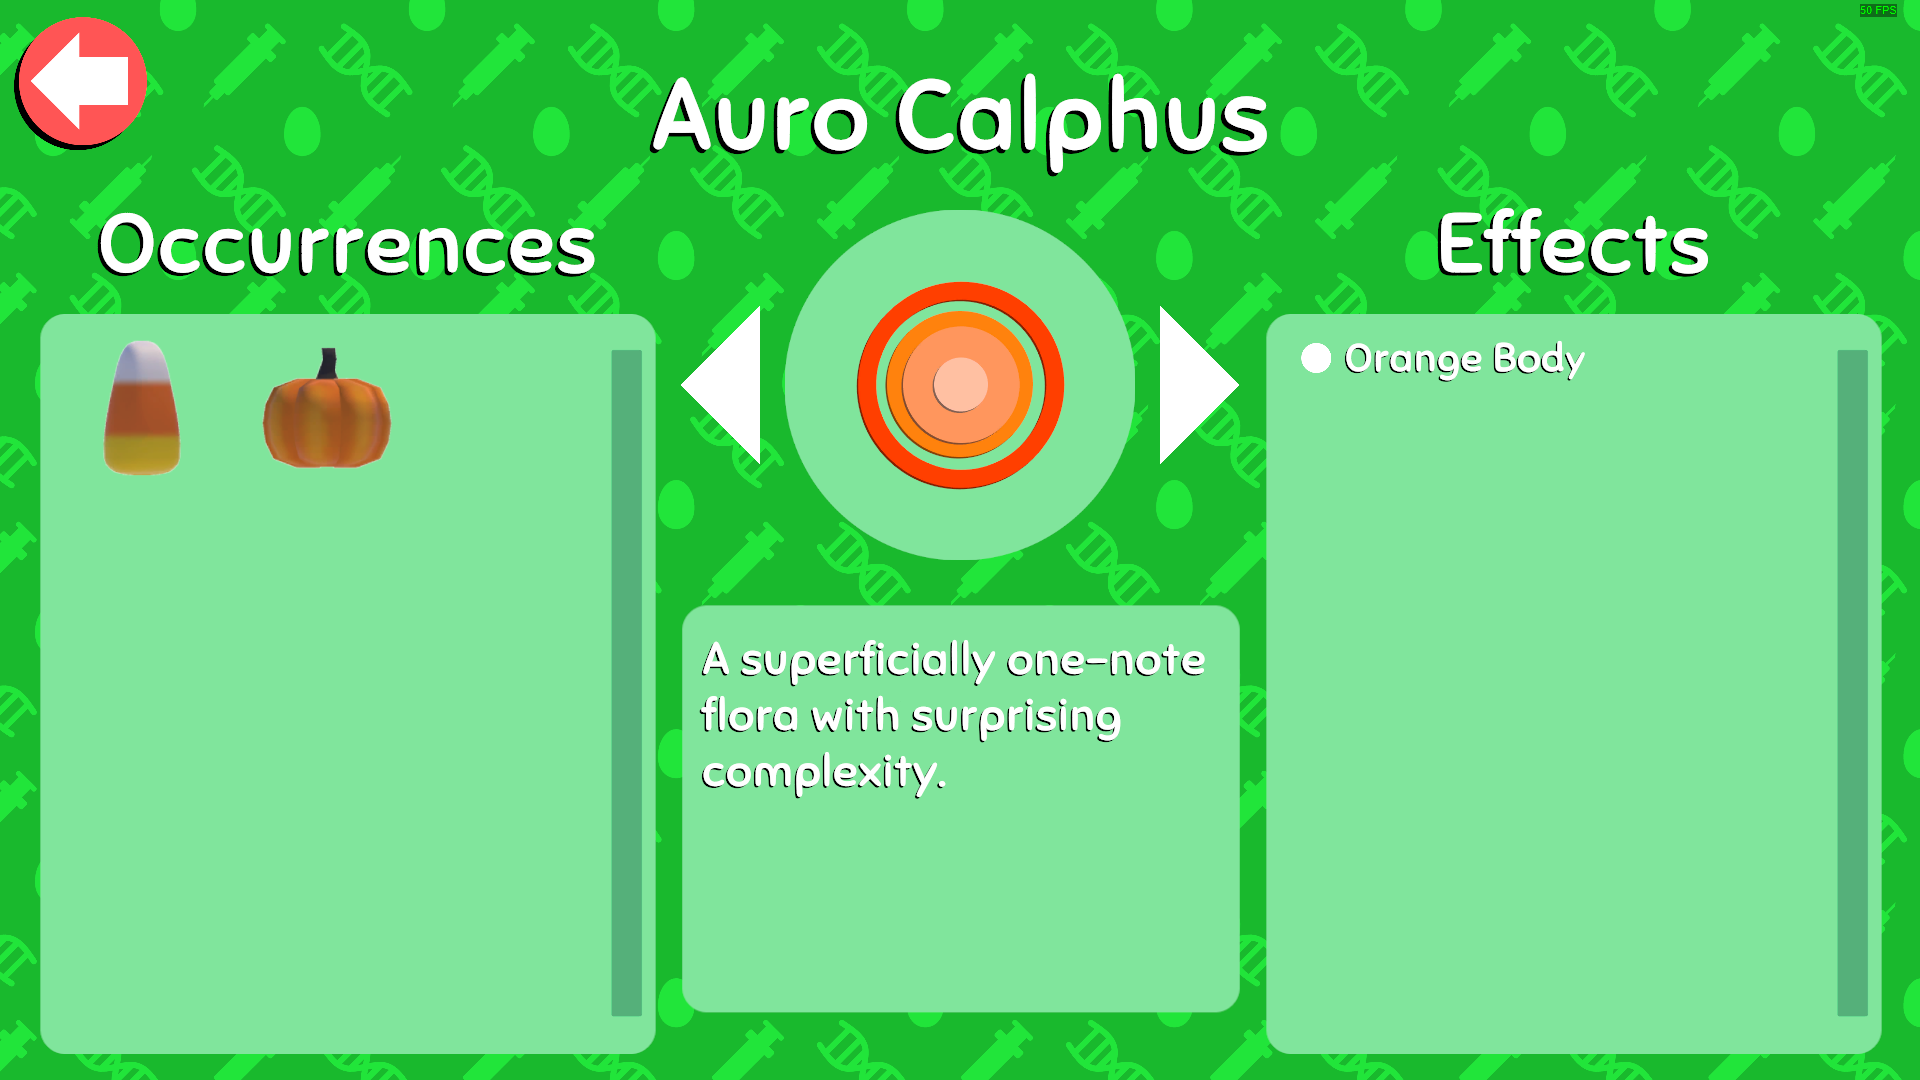 50 FPS
Auro Calphus
Occurrences
Effects
Orange Body
A superficially one-note
flora with surprising
complexity.